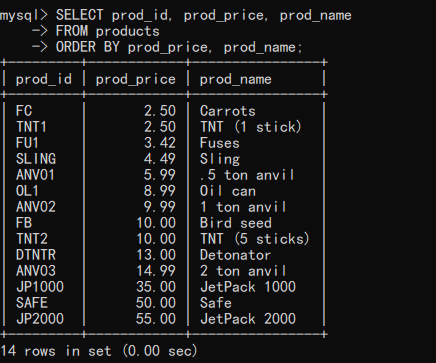 mysql> SELECT prod_id, prod_price, prod_name
    -> FROM products
    -> ORDER BY prod_price, prod_name;
+---------+------------+----------------+
| prod_id | prod_price | prod_name      |
+---------+------------+----------------+
| FC      |       2.50 | Carrots        |
| TNT1    |       2.50 | TNT (1 stick)  |
| FU1     |       3.42 | Fuses          |
| SLING   |       4.49 | Sling          |
| ANV01   |       5.99 | .5 ton anvil   |
| OL1     |       8.99 | Oil can        |
| ANV02   |       9.99 | 1 ton anvil    |
| FB      |      10.00 | Bird seed      |
| TNT2    |      10.00 | TNT (5 sticks) |
| DTNTR   |      13.00 | Detonator      |
| ANV03   |      14.99 | 2 ton anvil    |
| JP1000  |      35.00 | JetPack 1000   |
| SAFE    |      50.00 | Safe           |
| JP2000  |      55.00 | JetPack 2000   |
+---------+------------+----------------+
14 rows in set (0.00 sec)